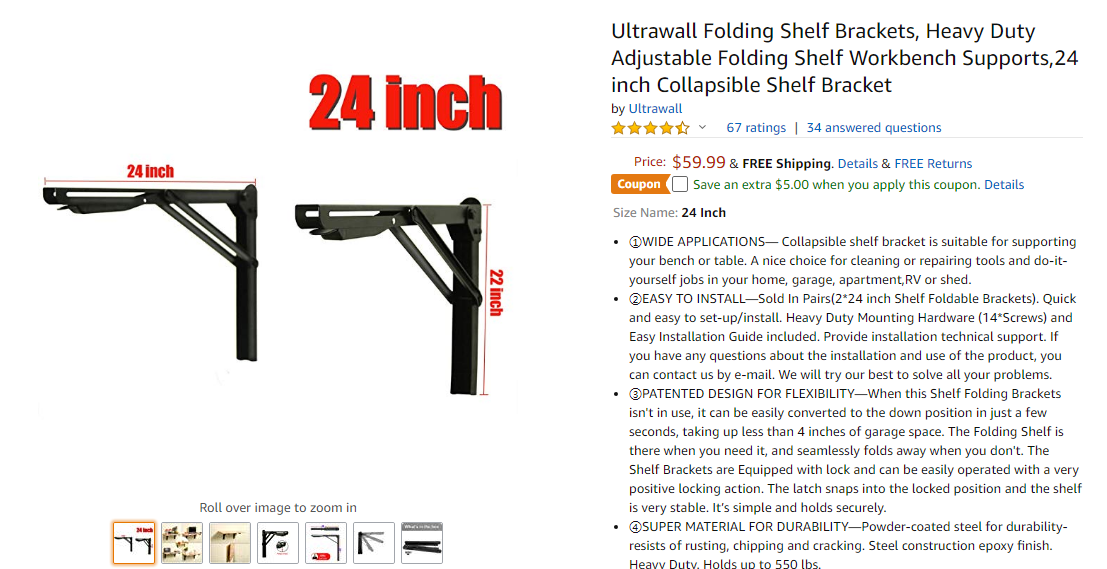 24 inch
24 inch
22 inch
Roll over image to zoom in
24 inch
Ultrawall Folding Shelf Brackets, Heavy Duty
Adjustable Folding Shelf Workbench Supports,24
inch Collapsible Shelf Bracket
by Ultrawall
67 ratings | 34 answered questions
Price: $59.99 & FREE Shipping. Details & FREE Returns
Coupon Save an extra $5.00 when you apply this coupon. Details
Size Name: 24 Inch
• ①WIDE APPLICATIONS— Collapsible shelf bracket is suitable for supporting
your bench or table. A nice choice for cleaning or repairing tools and do-it-
yourself jobs in your home, garage, apartment,RV or shed.
• ②EASY TO INSTALL—Sold In Pairs(2*24 inch Shelf Foldable Brackets). Quick
and easy to set-up/install. Heavy Duty Mounting Hardware (14*Screws) and
Easy Installation Guide included. Provide installation technical support. If
you have any questions about the installation and use of the product, you
can contact us by e-mail. We will try our best to solve all your problems.
• ③PATENTED DESIGN FOR FLEXIBILITY—When this Shelf Folding Brackets
isn't in use, it can be easily converted to the down position in just a few
seconds, taking up less than 4 inches of garage space. The Folding Shelf is
there when you need it, and seamlessly folds away when you don't. The
Shelf Brackets are Equipped with lock and can be easily operated with a very
positive locking action. The latch snaps into the locked position and the shelf
is very stable. It's simple and holds securely.
• ④SUPER MATERIAL FOR DURABILITY—Powder-coated steel for durability-
resists of rusting, chipping and cracking. Steel construction epoxy finish.
Heavy Duty. Holds up to 550 lbs.